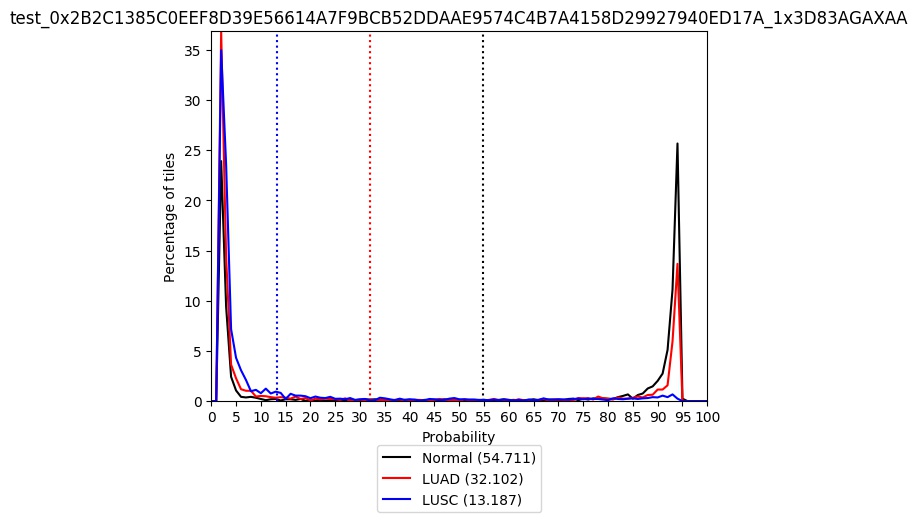 test_0x2B2C1385C0EEF8D39E56614A7F9BCB52DDAAE9574C4B7A4158D29927940ED17A_1x3D83AGAXAA
35
30
25
20
15
10
5
0
Percentage of tiles
0 5 10 15 20 25 30 35 40 45 50 55 60 65 70 75 80 85 90 95 100
Probability
Normal (54.711)
LUAD (32.102)
LUSC (13.187)